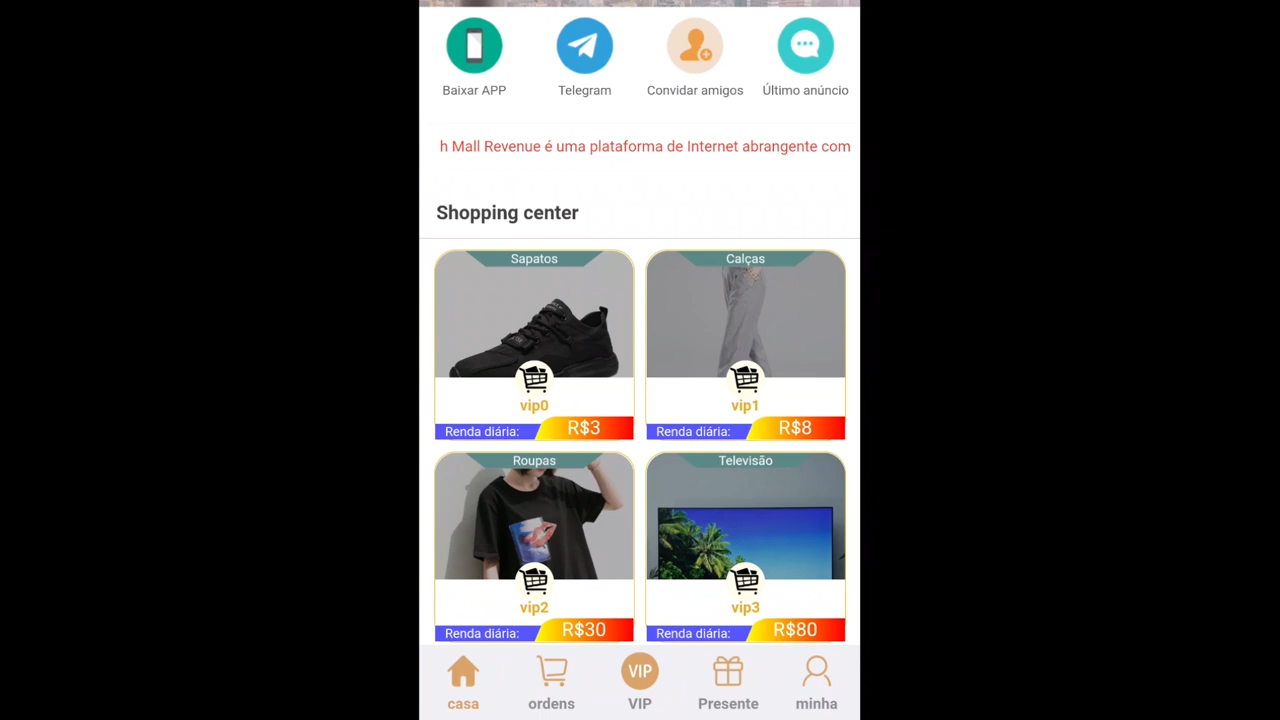 Baixar APP
Telegram
Convidar amigos
Último anúncio
h Mall Revenue é uma plataforma de Internet abrangente com
Shopping center
Sapatos
vip0
Renda diária: R$3
Calças
vip1
Renda diária: R$8
Roupas
vip2
Renda diária: R$30
Televisão
vip3
Renda diária: R$80
casa
ordens
VIP
VIP
Presente
minha